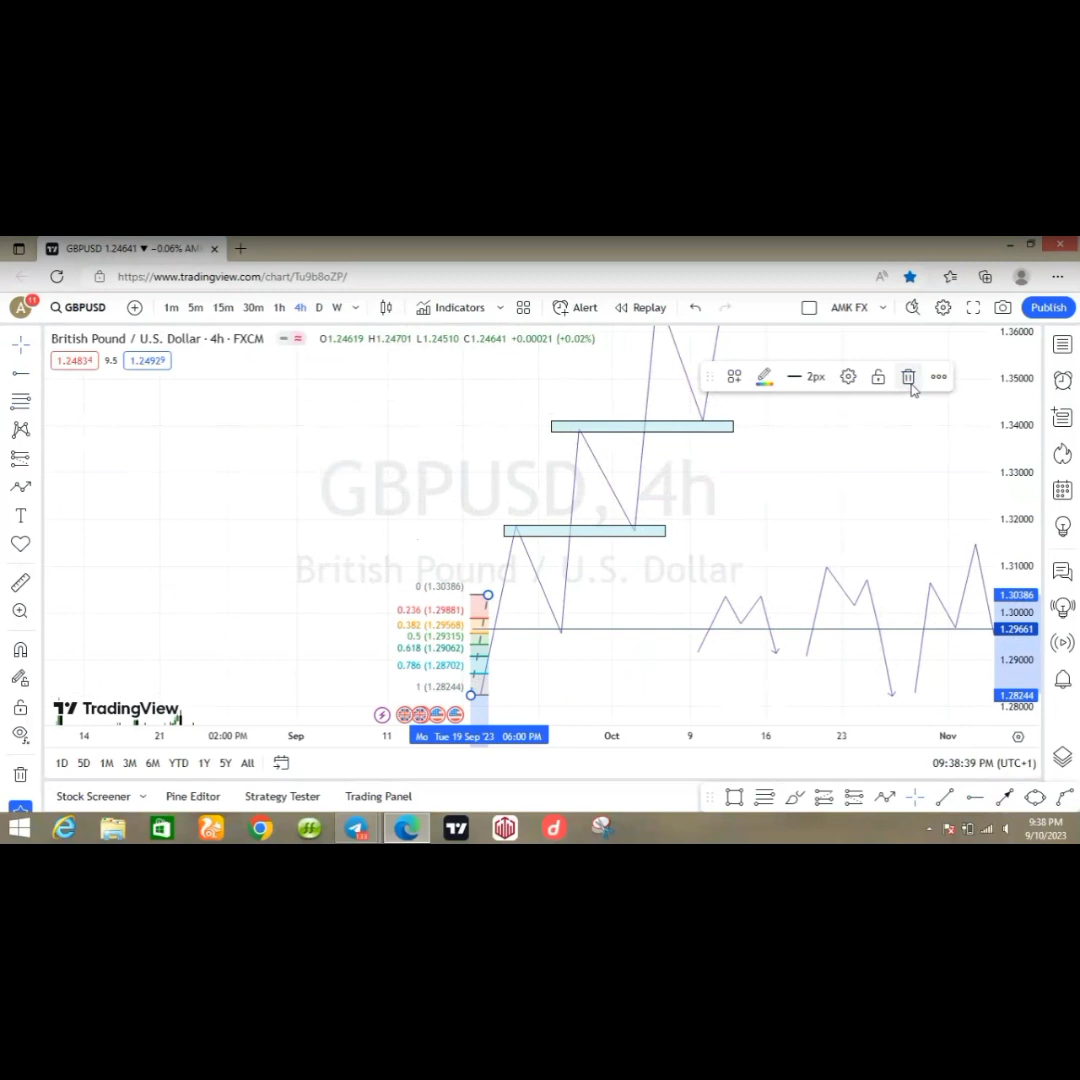 GBPUSD 1.24641 ▼ −0.06% AM
https://www.tradingview.com/chart/Tu9b8oZP/
A 11 GBPUSD 1m 5m 15m 30m 1h 4h D W Indicators Alert Replay AMK FX Publish
British Pound / U.S. Dollar · 4h · FXCM O1.24619 H1.24701 L1.24510 C1.24641 +0.00021 (+0.02%)
1.24834 9.5 1.24929
1.36000
2px
1.35000
1.34000
1.33000
GBPUSD, 4h
1.32000
British Pound / U.S. Dollar
1.31000
0 (1.30386)
1.30386
0.236 (1.29881)
1.30000
0.382 (1.29568)
1.29661
0.5 (1.29315)
0.618 (1.29062)
1.29000
0.786 (1.28702)
1 (1.28244)
1.28244
1.28000
TradingView
14 21 02:00 PM Sep 11 Mo Tue 19 Sep '23 06:00 PM Oct 9 16 23 Nov
1D 5D 1M 3M 6M YTD 1Y 5Y All 09:38:39 PM (UTC+1)
Stock Screener Pine Editor Strategy Tester Trading Panel
9:38 PM
9/10/2023